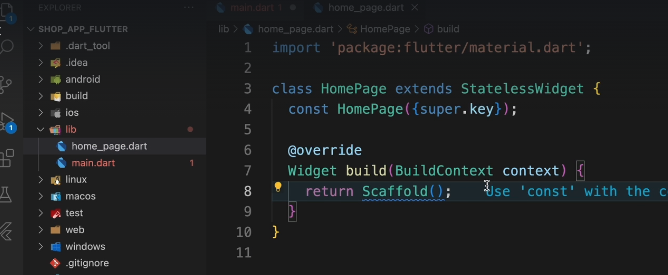 EXPLORER
SHOP_APP_FLUTTER
.dart_tool
.idea
android
build
ios
lib
home_page.dart
main.dart 1
linux
macos
test
web
windows
.gitignore
1
main.dart 1
home_page.dart
lib > home_page.dart > HomePage > build
1 import 'package:flutter/material.dart';
2
3 class HomePage extends StatelessWidget {
4 const HomePage({super.key});
5
6 @override
7 Widget build(BuildContext context) {
8 return Scaffold(); Use 'const' with the c
9 }
10 }
11